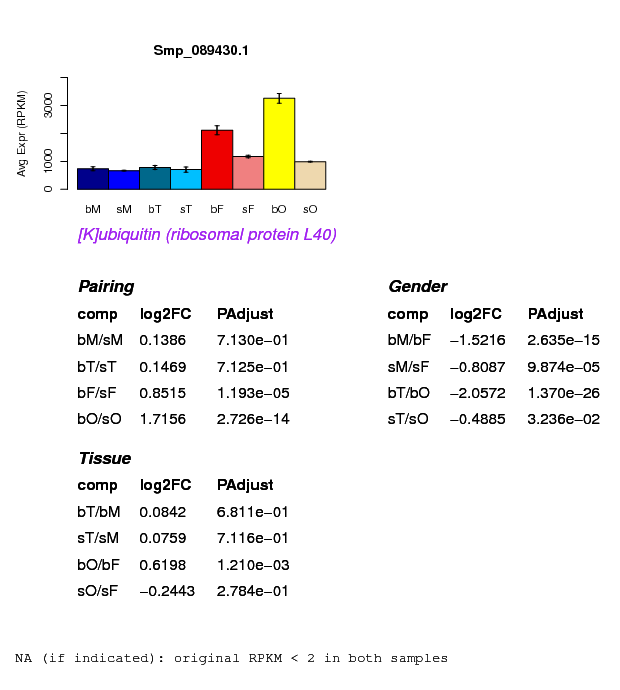 Smp_089430.1
Avg Expr (RPKM)
3000
1000
0
bM sM bT sT bF sF bO sO
[K]ubiquitin (ribosomal protein L40)
Pairing
comp log2FC PAdjust
bM/sM 0.1386 7.130e−01
bT/sT 0.1469 7.125e−01
bF/sF 0.8515 1.193e−05
bO/sO 1.7156 2.726e−14
Gender
comp log2FC PAdjust
bM/bF −1.5216 2.635e−15
sM/sF −0.8087 9.874e−05
bT/bO −2.0572 1.370e−26
sT/sO −0.4885 3.236e−02
Tissue
comp log2FC PAdjust
bT/bM 0.0842 6.811e−01
sT/sM 0.0759 7.116e−01
bO/bF 0.6198 1.210e−03
sO/sF −0.2443 2.784e−01
NA (if indicated): original RPKM < 2 in both samples